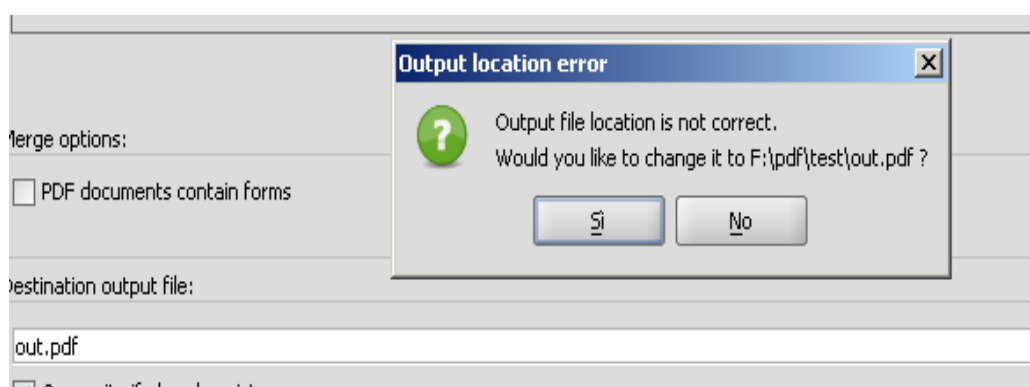 Output location error
Output file location is not correct.
Would you like to change it to F:\pdf\test\out.pdf ?
Sì
No
Merge options:
PDF documents contain forms
Destination output file:
out.pdf